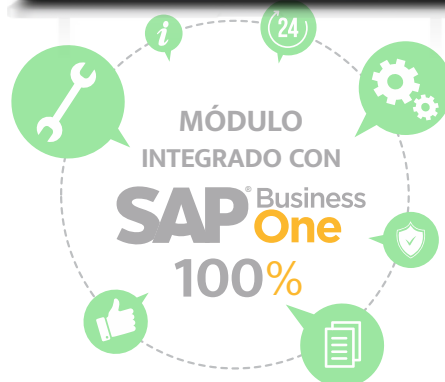 i
24
MÓDULO
INTEGRADO CON
SAP® Business
One
100%